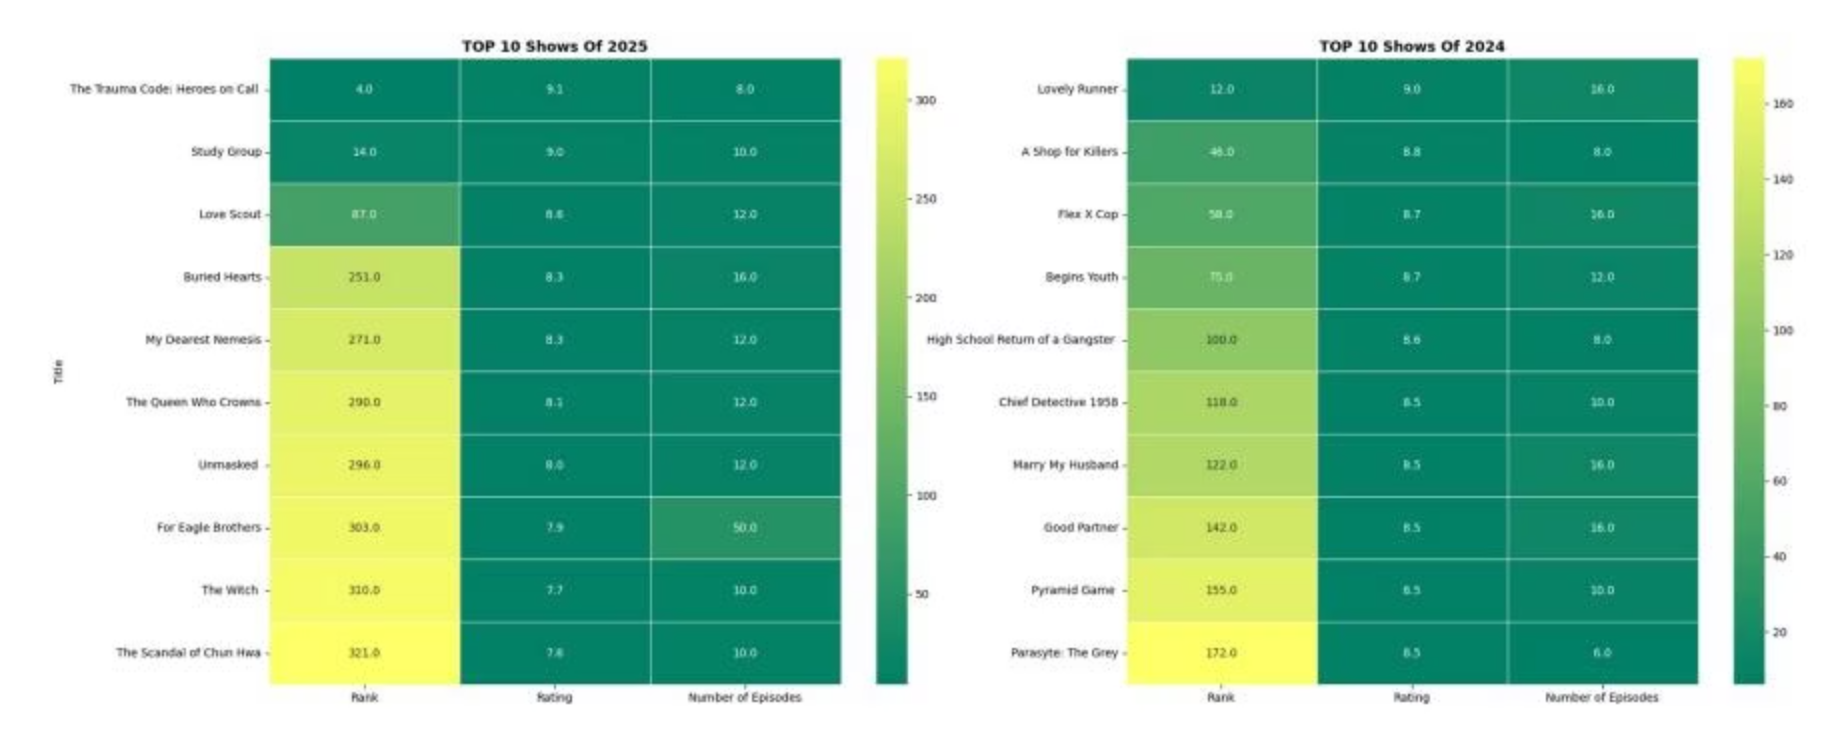 TOP 10 Shows Of 2025
Title
The Trauma Code: Heroes on Call 4.0 9.1 8.0
Study Group 14.0 9.0 10.0
Love Scout 87.0 8.6 12.0
Buried Hearts 251.0 8.3 16.0
My Dearest Nemesis 271.0 8.3 12.0
The Queen Who Crowns 290.0 8.1 12.0
Unmasked 296.0 8.0 12.0
For Eagle Brothers 303.0 7.9 50.0
The Witch 310.0 7.7 10.0
The Scandal of Chun Hwa 321.0 7.6 10.0
Rank Rating Number of Episodes
300
250
200
150
100
50
TOP 10 Shows Of 2024
Lovely Runner 12.0 9.0 16.0
A Shop for Killers 46.0 8.8 8.0
Flex X Cop 58.0 8.7 16.0
Begins Youth 75.0 8.7 12.0
High School Return of a Gangster 100.0 8.6 8.0
Chief Detective 1958 118.0 8.5 10.0
Marry My Husband 122.0 8.5 16.0
Good Partner 142.0 8.5 16.0
Pyramid Game 155.0 8.5 10.0
Parasyte: The Grey 172.0 8.5 6.0
Rank Rating Number of Episodes
160
140
120
100
80
60
40
20